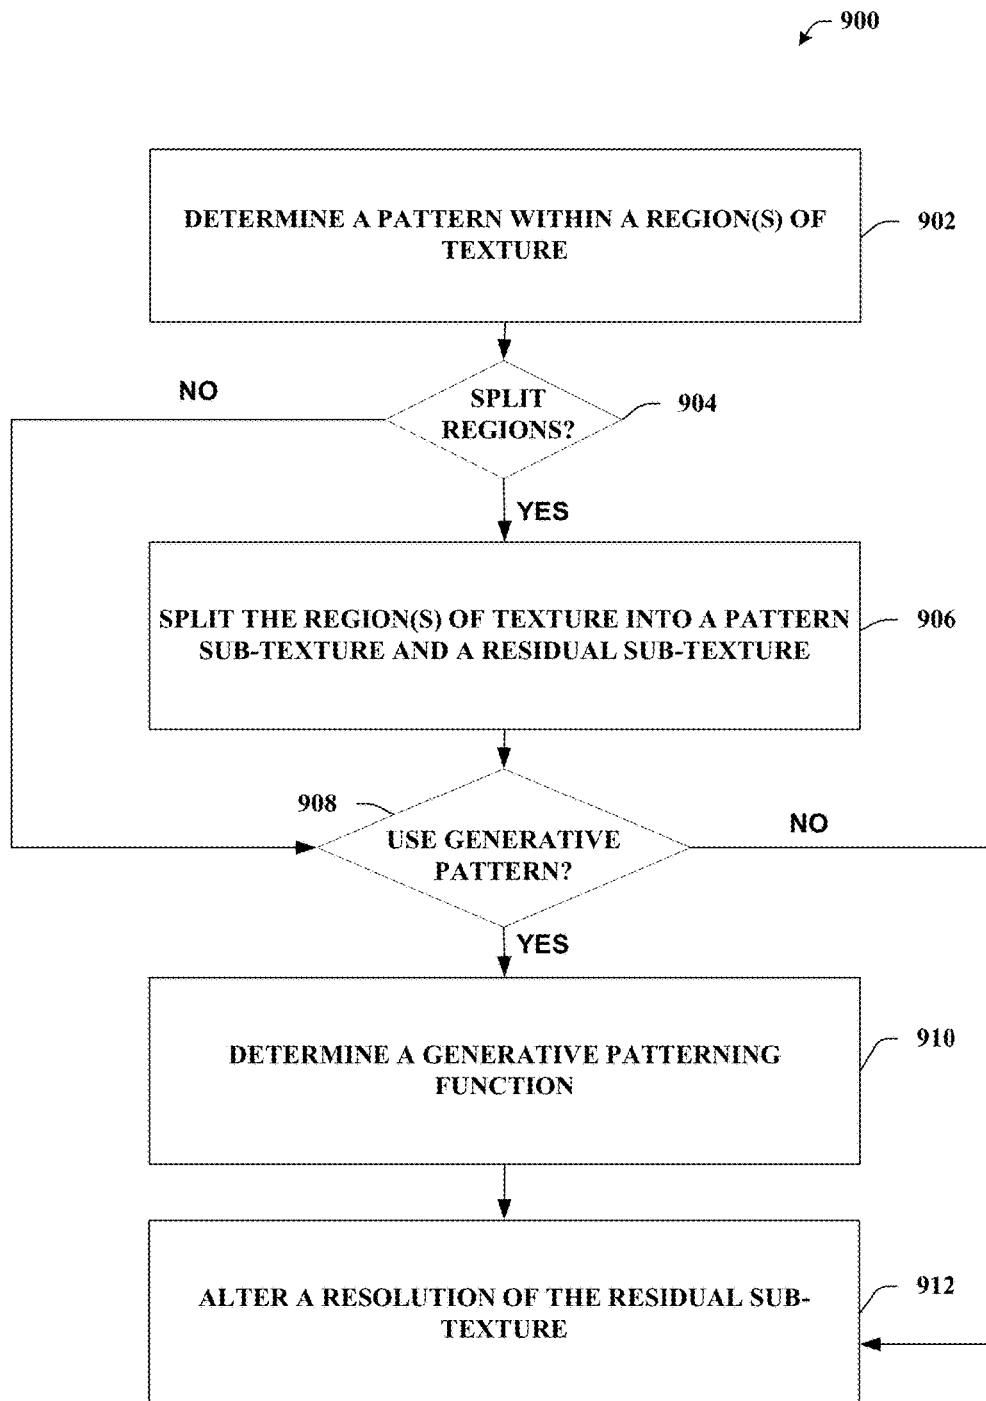 900
DETERMINE A PATTERN WITHIN A REGION(S) OF
TEXTURE
902
NO
SPLIT
REGIONS?
904
YES
SPLIT THE REGION(S) OF TEXTURE INTO A PATTERN
SUB-TEXTURE AND A RESIDUAL SUB-TEXTURE
906
908
USE GENERATIVE
PATTERN?
NO
YES
DETERMINE A GENERATIVE PATTERNING
FUNCTION
910
ALTER A RESOLUTION OF THE RESIDUAL SUB-
TEXTURE
912